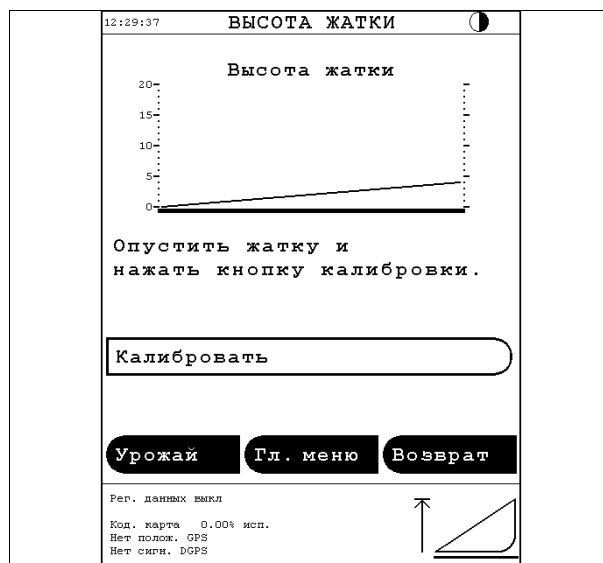 12:29:37 ВЫСОТА ЖАТКИ
Высота жатки
20
15
10
5
0
Опустить жатку и
нажать кнопку калибровки.
Калибровать
Урожай Гл. меню Возврат
Рег. данных выкл
Код. карта 0.00% исп.
Нет полож. GPS
Нет сигн. DGPS